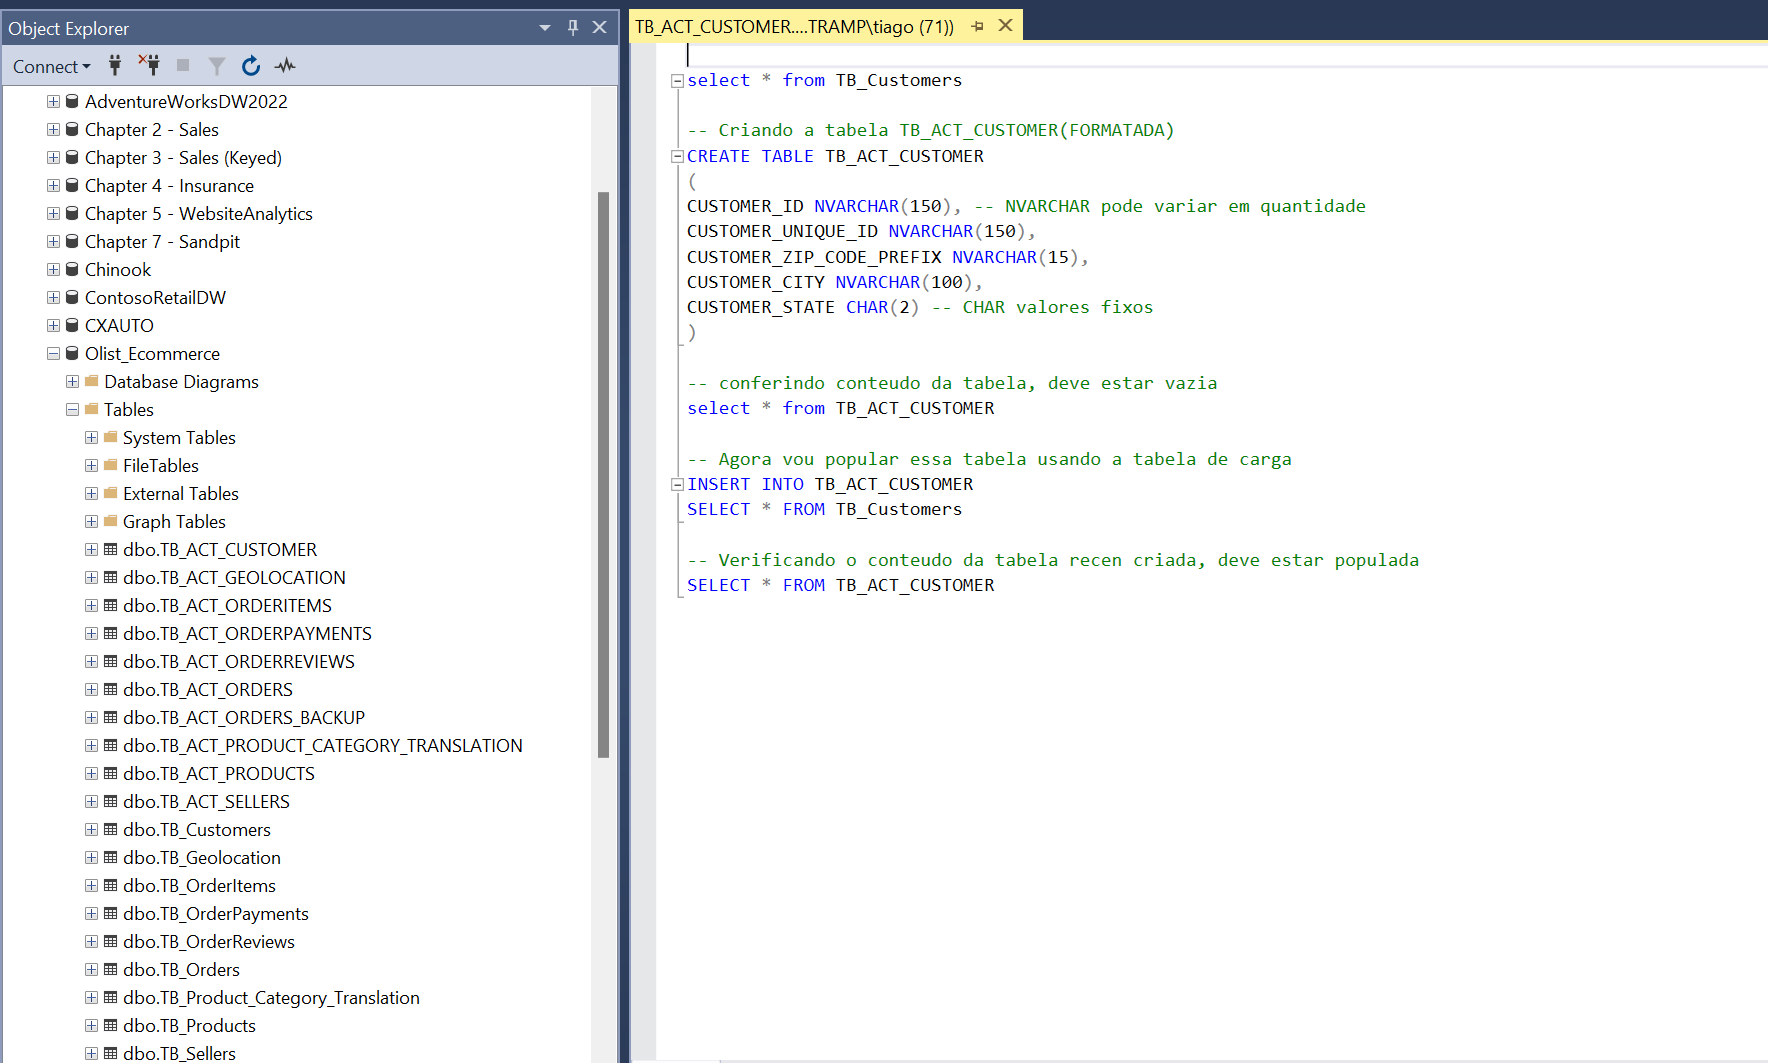 Object Explorer
Connect
AdventureWorksDW2022
Chapter 2 - Sales
Chapter 3 - Sales (Keyed)
Chapter 4 - Insurance
Chapter 5 - WebsiteAnalytics
Chapter 7 - Sandpit
Chinook
ContosoRetailDW
CXAUTO
Olist_Ecommerce
Database Diagrams
Tables
System Tables
FileTables
External Tables
Graph Tables
dbo.TB_ACT_CUSTOMER
dbo.TB_ACT_GEOLOCATION
dbo.TB_ACT_ORDERITEMS
dbo.TB_ACT_ORDERPAYMENTS
dbo.TB_ACT_ORDERREVIEWS
dbo.TB_ACT_ORDERS
dbo.TB_ACT_ORDERS_BACKUP
dbo.TB_ACT_PRODUCT_CATEGORY_TRANSLATION
dbo.TB_ACT_PRODUCTS
dbo.TB_ACT_SELLERS
dbo.TB_Customers
dbo.TB_Geolocation
dbo.TB_OrderItems
dbo.TB_OrderPayments
dbo.TB_OrderReviews
dbo.TB_Orders
dbo.TB_Product_Category_Translation
dbo.TB_Products
dbo.TB_Sellers
TB_ACT_CUSTOMER....TRAMP\tiago (71))
select * from TB_Customers
-- Criando a tabela TB_ACT_CUSTOMER(FORMATADA)
CREATE TABLE TB_ACT_CUSTOMER
(
CUSTOMER_ID NVARCHAR(150), -- NVARCHAR pode variar em quantidade
CUSTOMER_UNIQUE_ID NVARCHAR(150),
CUSTOMER_ZIP_CODE_PREFIX NVARCHAR(15),
CUSTOMER_CITY NVARCHAR(100),
CUSTOMER_STATE CHAR(2) -- CHAR valores fixos
)
-- conferindo conteudo da tabela, deve estar vazia
select * from TB_ACT_CUSTOMER
-- Agora vou popular essa tabela usando a tabela de carga
INSERT INTO TB_ACT_CUSTOMER
SELECT * FROM TB_Customers
-- Verificando o conteudo da tabela recen criada, deve estar populada
SELECT * FROM TB_ACT_CUSTOMER